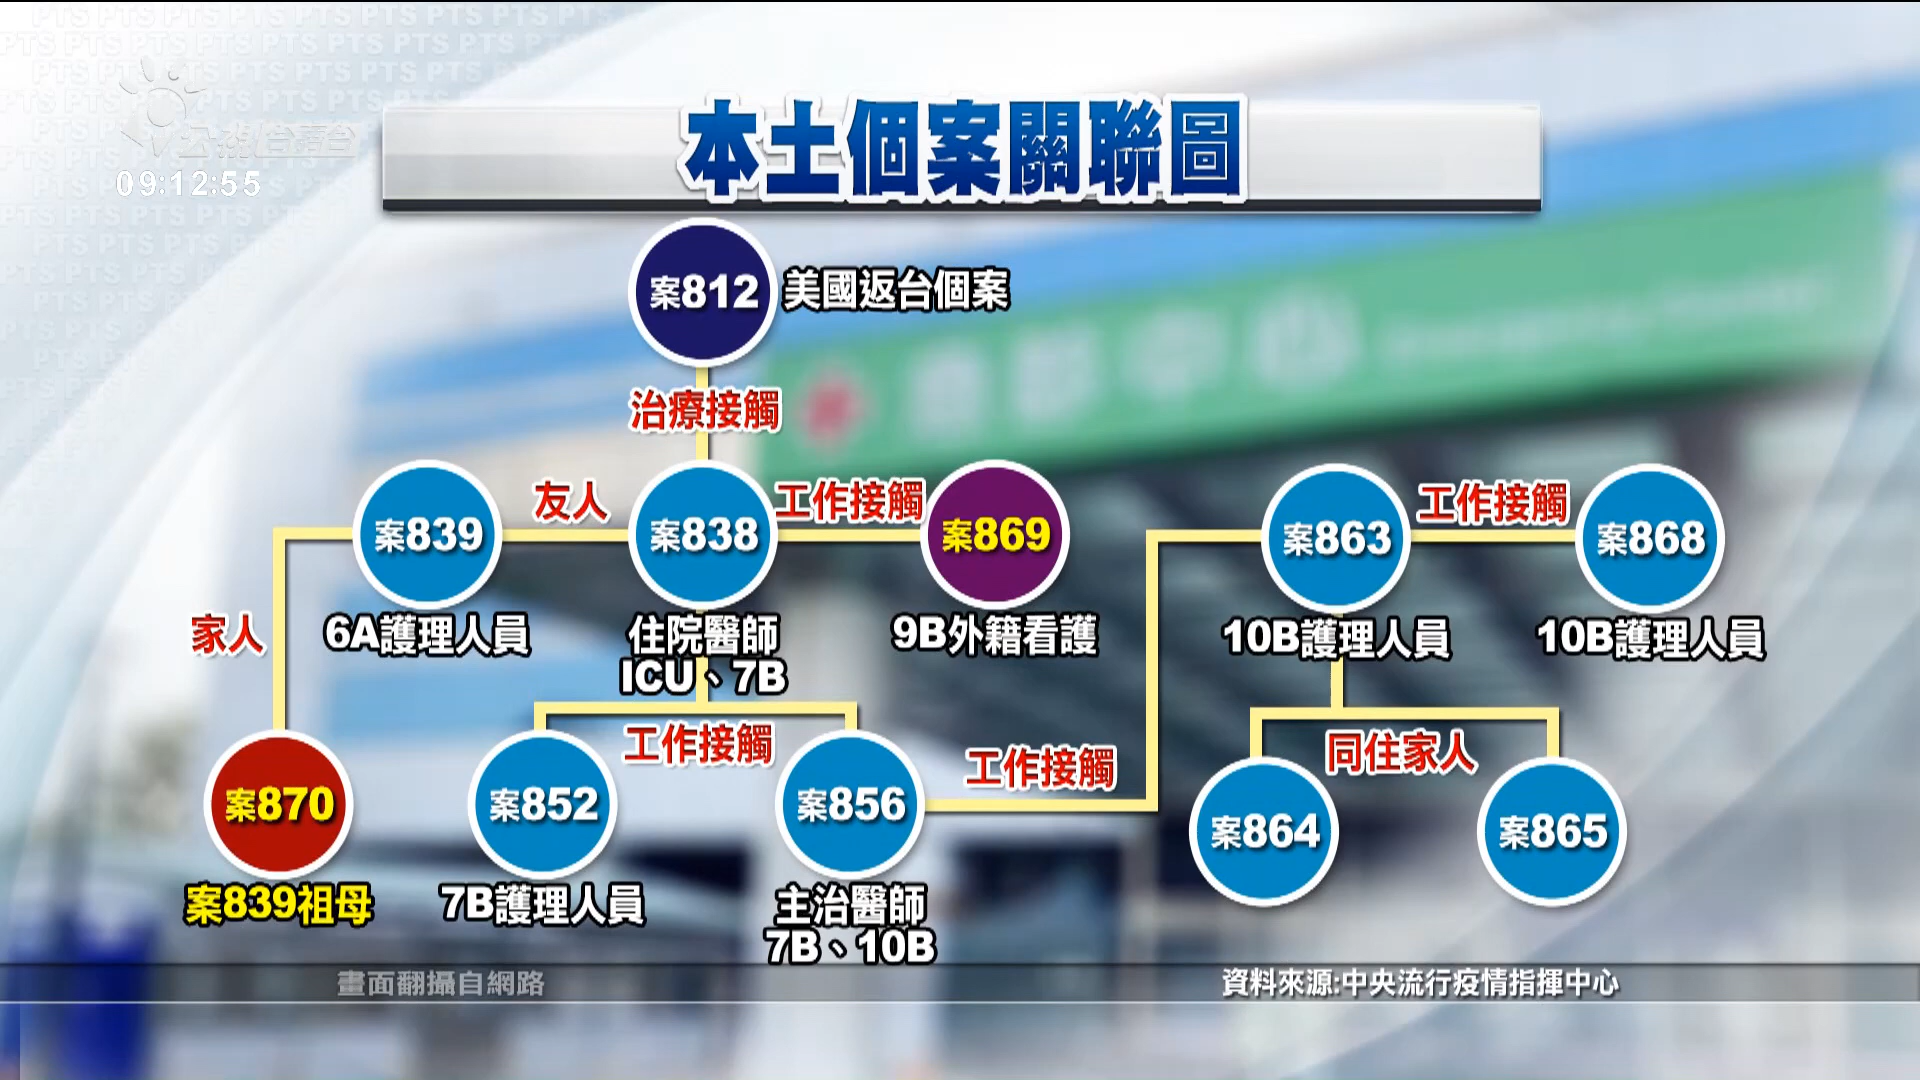 公視台語台
09:12:55
本土個案關聯圖
案812
美國返台個案
治療接觸
案839
友人
案838
工作接觸
案869
案863
工作接觸
案868
家人
6A護理人員
住院醫師
ICU、7B
9B外籍看護
10B護理人員
10B護理人員
工作接觸
工作接觸
同住家人
案870
案852
案856
案864
案865
案839祖母
7B護理人員
主治醫師
7B、10B
畫面翻攝自網路
資料來源:中央流行疫情指揮中心